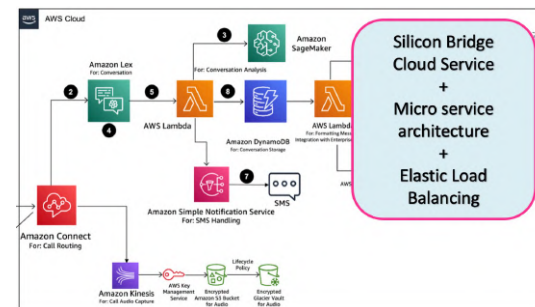 aws
AWS Cloud
3
Amazon
SageMaker
For: Conversation Analysis
Amazon Lex
For: Conversation
2
5
8
4
AWS Lambda
Amazon DynamoDB
For: Conversation Storage
AWS Lambda
For: Formatting
Integration with Enterprise
AWS
Silicon Bridge
Cloud Service
+
Micro service
architecture
+
Elastic Load
Balancing
7
SMS
Amazon Simple Notification Service
For: SMS Handling
Amazon Connect
For: Call Routing
Amazon Kinesis
For: Call Audio Capture
AWS Key
Management
Service
Encrypted
Amazon S3 Bucket
for Audio
Lifecycle
Policy
Encrypted
Glacier Vault
for Audio